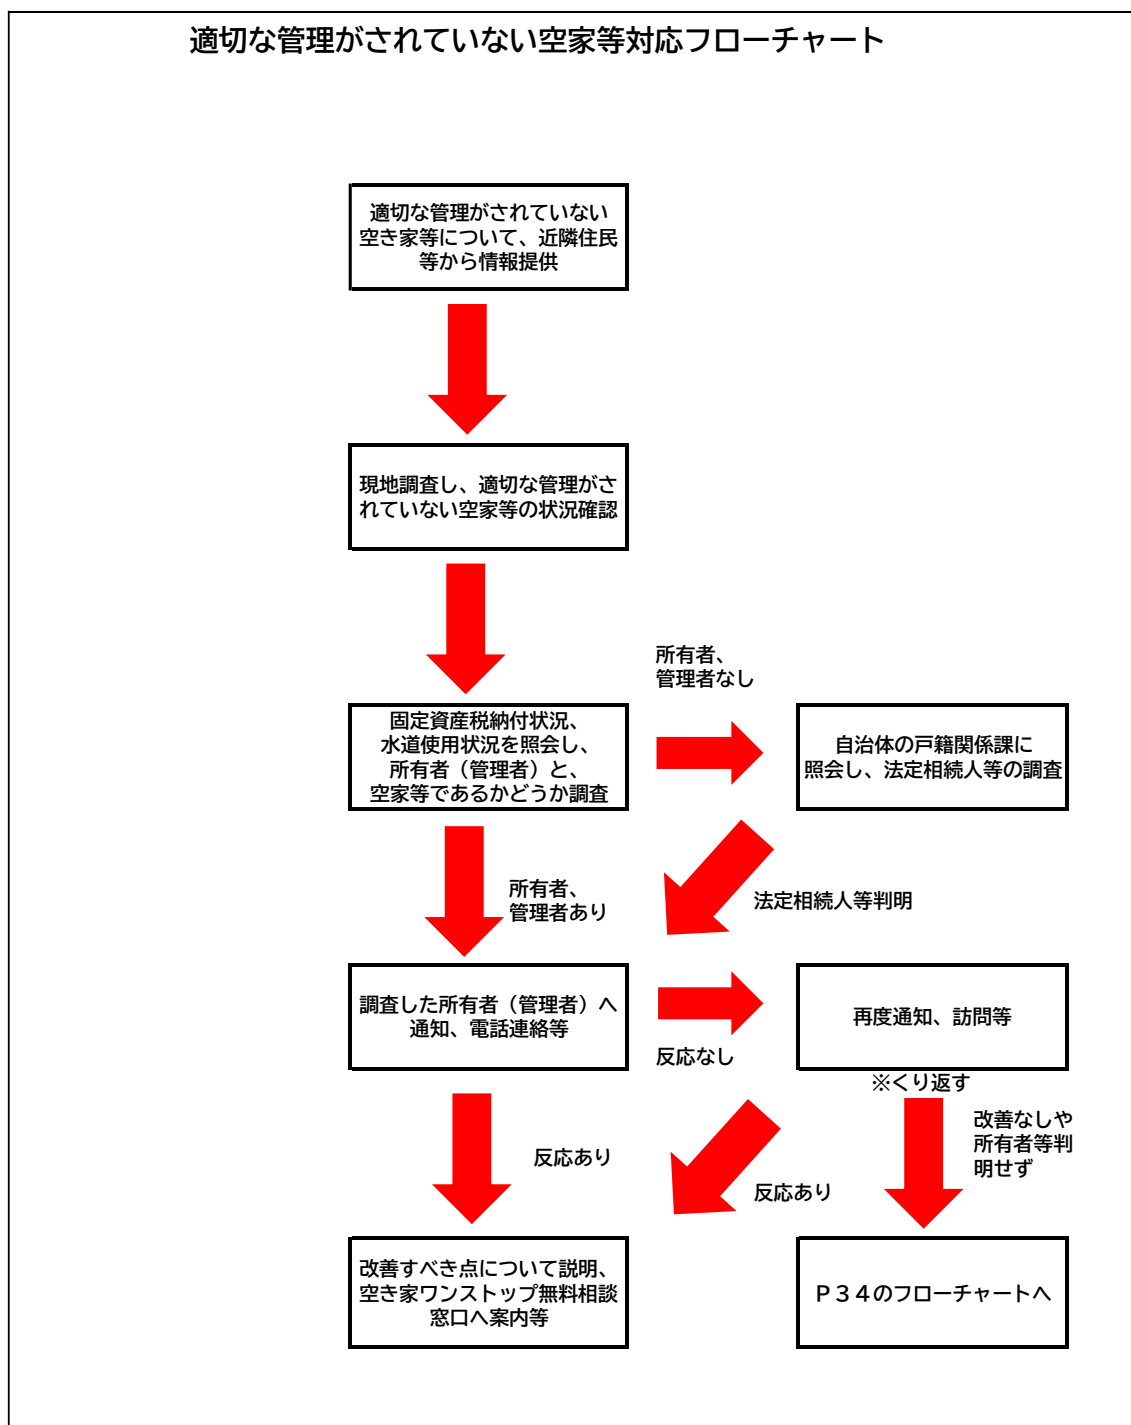 適切な管理がされていない空家等対応フローチャート
適切な管理がされていない
空き家等について、近隣住民
等から情報提供
現地調査し、適切な管理がさ
れていない空家等の状況確認
所有者、
管理者なし
固定資産税納付状況、
水道使用状況を照会し、
所有者（管理者）と、
空家等であるかどうか調査
自治体の戸籍関係課に
照会し、法定相続人等の調査
所有者、
管理者あり
法定相続人等判明
調査した所有者（管理者）へ
通知、電話連絡等
反応なし
再度通知、訪問等
※くり返す
反応あり
反応あり
改善なしや
所有者等判
明せず
改善すべき点について説明、
空き家ワンストップ無料相談
窓口へ案内等
Ｐ３４のフローチャートへ